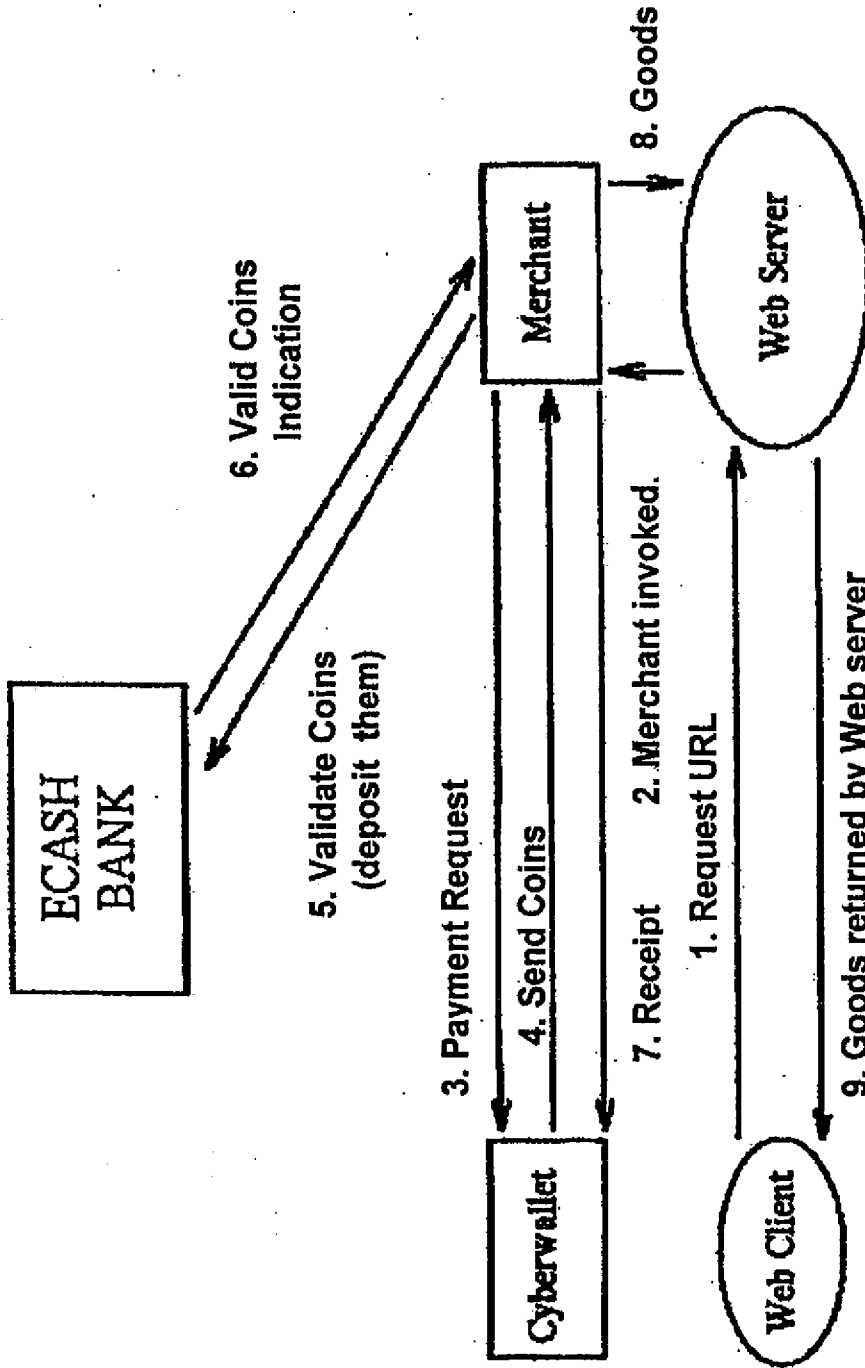 ECASH
BANK
5. Validate Coins
(deposit them)
6. Valid Coins
Indication
3. Payment Request
4. Send Coins
Cyberwallet
Merchant
7. Receipt
2. Merchant invoked.
8. Goods
1. Request URL
Web Client
Web Server
9. Goods returned by Web server